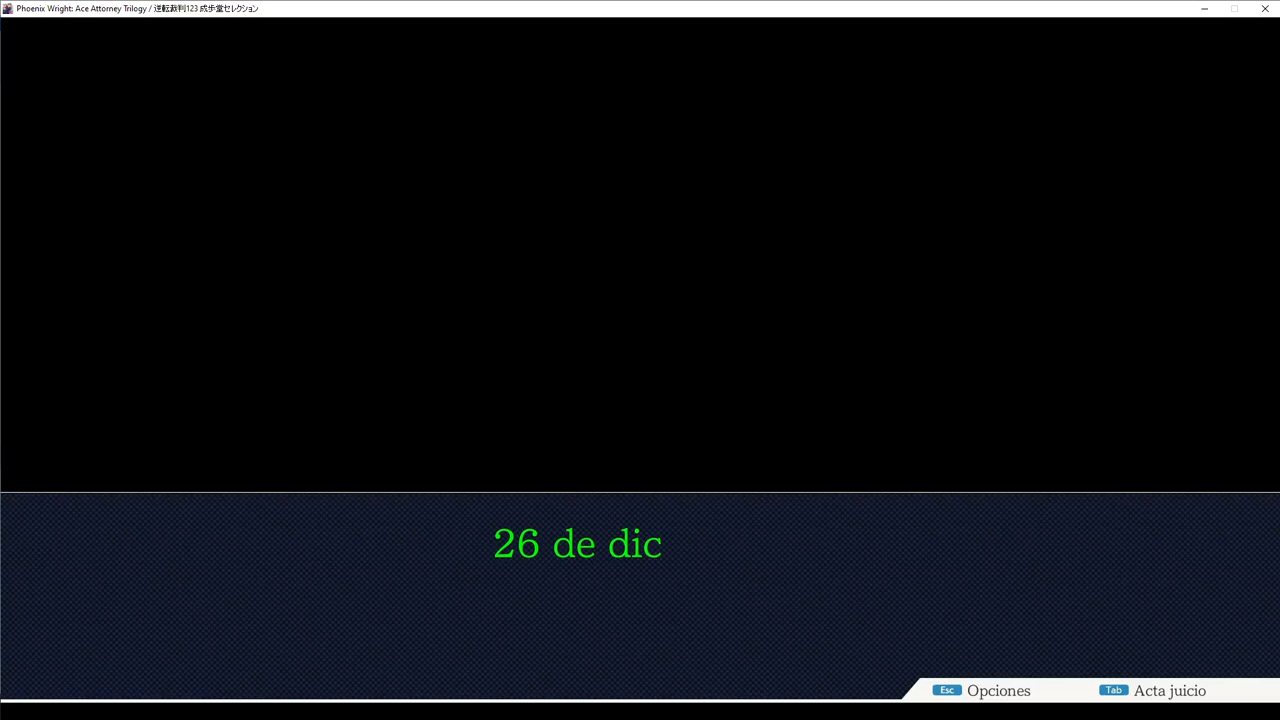 Phoenix Wright: Ace Attorney Trilogy / 逆転裁判123 成歩堂セレクション
26 de dic
Esc Opciones Tab Acta juicio